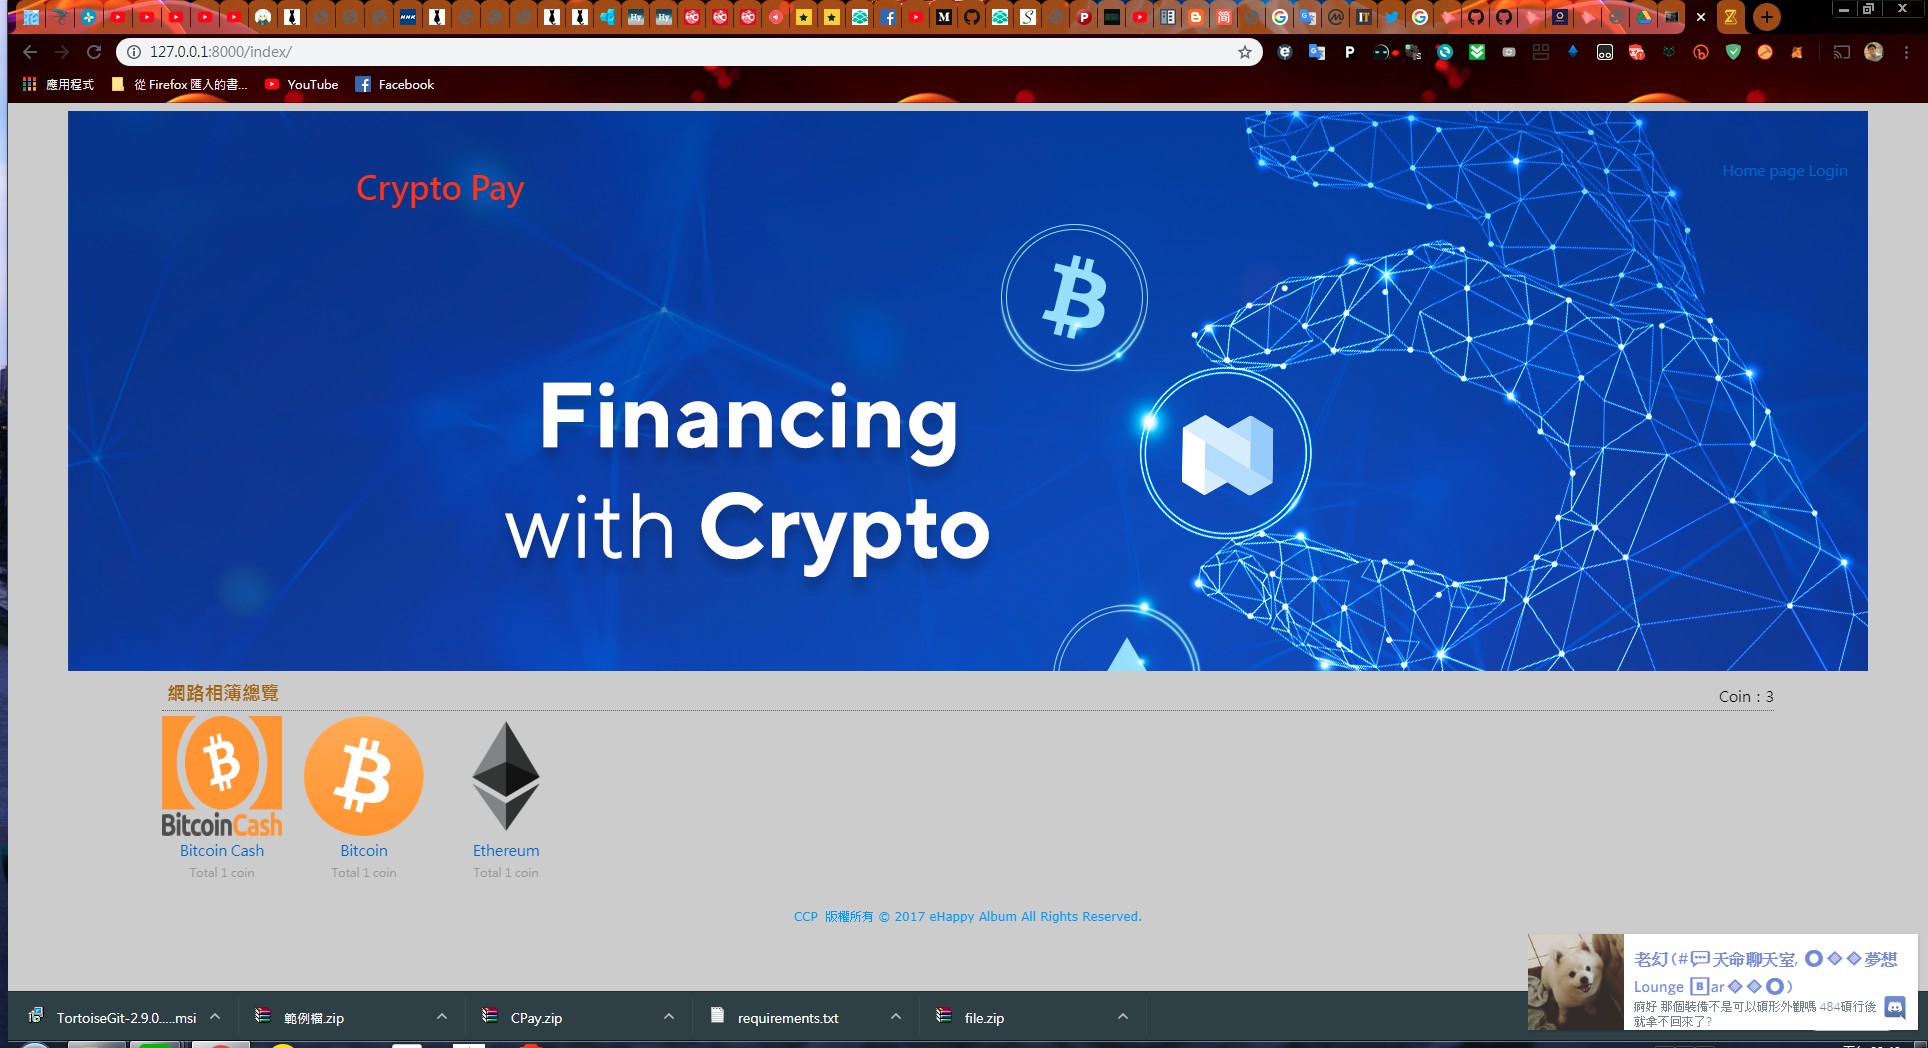 127.0.0.1:8000/index/
應用程式
從 Firefox 匯入的書...
YouTube
Facebook
Crypto Pay
Home page Login
Financing
with Crypto
網路相簿總覽
Coin : 3
BitcoinCash
Bitcoin Cash
Bitcoin
Ethereum
Total 1 coin
Total 1 coin
Total 1 coin
CCP 版權所有 © 2017 eHappy Album All Rights Reserved.
老幻 (#💬天命聊天室, ⭕🔹🔹夢想
Lounge 🅱ar🔹🔹⭕)
痾好 那個裝備不是可以碩形外觀嗎 484碩行後
就拿不回來了?
TortoiseGit-2.9.0.....msi
範例檔.zip
CPay.zip
requirements.txt
file.zip